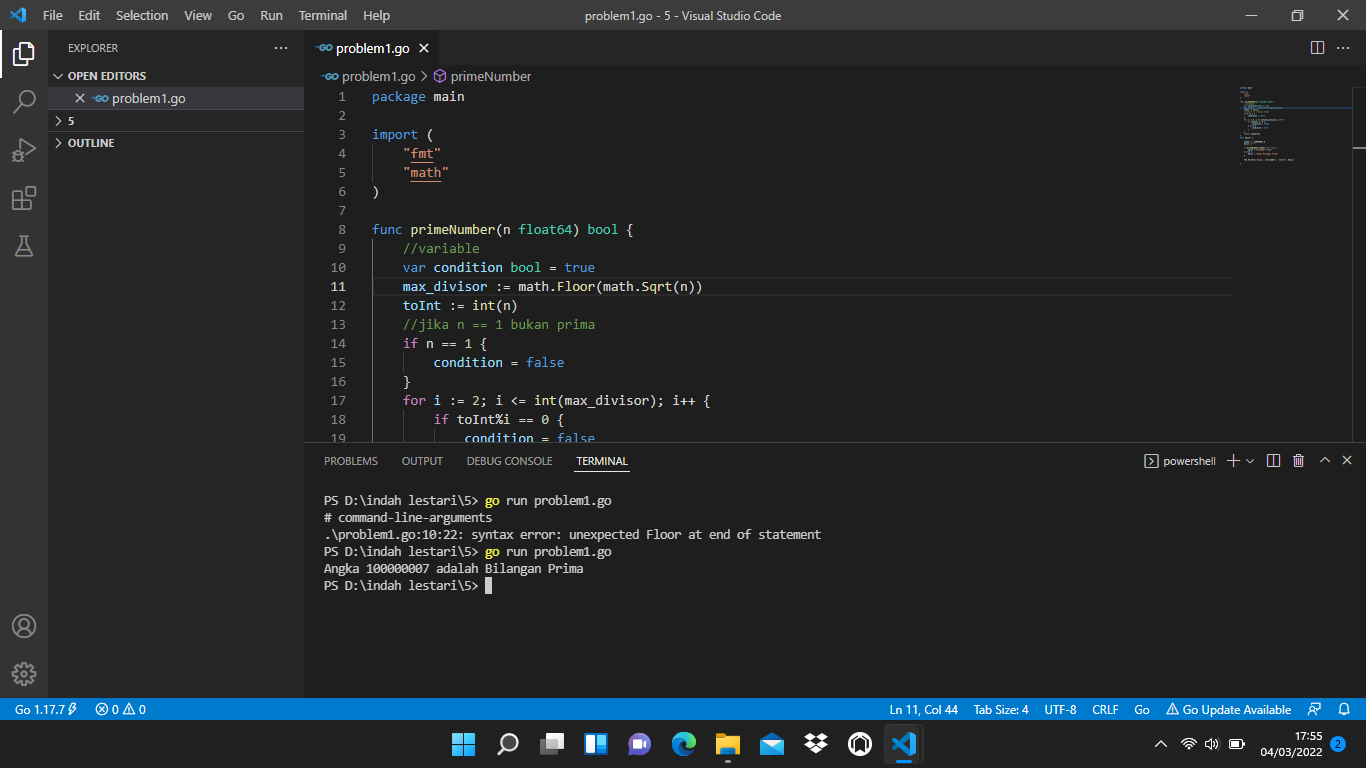 File Edit Selection View Go Run Terminal Help problem1.go - 5 - Visual Studio Code
EXPLORER
OPEN EDITORS
problem1.go
5
OUTLINE
GO problem1.go
GO problem1.go > primeNumber
1 package main
2
3 import (
4 "fmt"
5 "math"
6 )
7
8 func primeNumber(n float64) bool {
9 //variable
10 var condition bool = true
11 max_divisor := math.Floor(math.Sqrt(n))
12 toInt := int(n)
13 //jika n == 1 bukan prima
14 if n == 1 {
15 condition = false
16 }
17 for i := 2; i <= int(max_divisor); i++ {
18 if toInt%i == 0 {
19 condition = false
PROBLEMS OUTPUT DEBUG CONSOLE TERMINAL powershell
PS D:\indah lestari\5> go run problem1.go
# command-line-arguments
.\problem1.go:10:22: syntax error: unexpected Floor at end of statement
PS D:\indah lestari\5> go run problem1.go
Angka 100000007 adalah Bilangan Prima
PS D:\indah lestari\5>
Go 1.17.7 0 0 Ln 11, Col 44 Tab Size: 4 UTF-8 CRLF Go Go Update Available
17:55
04/03/2022 2